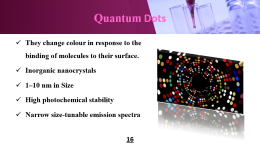 Quantum Dots
✓ They change colour in response to the
binding of molecules to their surface.
✓ Inorganic nanocrystals
✓ 1–10 nm in Size
✓ High photochemical stability
✓ Narrow size-tunable emission spectra
16